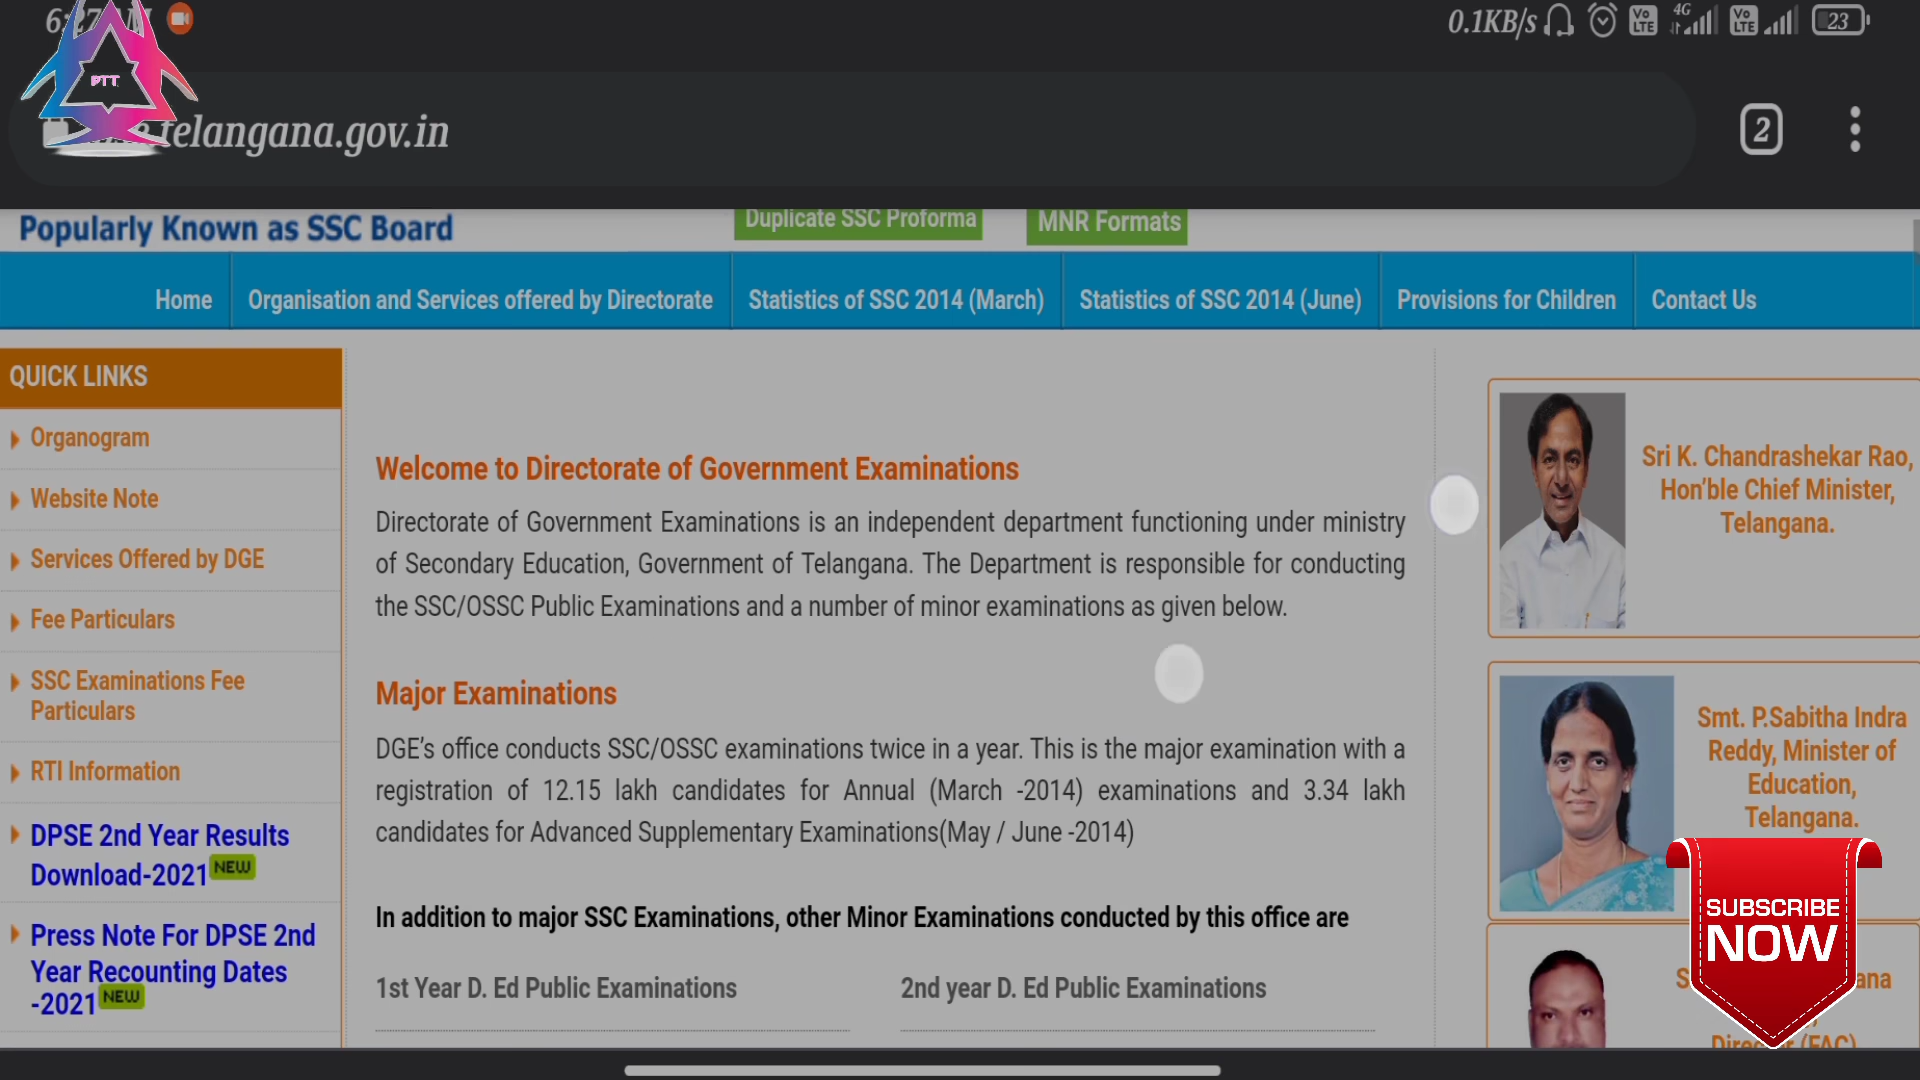 0.1KB/s
4G
Vo LTE
Vo LTE
23
PTT
telangana.gov.in
2
Popularly Known as SSC Board
Duplicate SSC Proforma
MNR Formats
Home
Organisation and Services offered by Directorate
Statistics of SSC 2014 (March)
Statistics of SSC 2014 (June)
Provisions for Children
Contact Us
QUICK LINKS
Organogram
Website Note
Services Offered by DGE
Fee Particulars
SSC Examinations Fee
Particulars
RTI Information
DPSE 2nd Year Results
Download-2021 NEW
Press Note For DPSE 2nd
Year Recounting Dates
-2021 NEW
Welcome to Directorate of Government Examinations
Directorate of Government Examinations is an independent department functioning under ministry
of Secondary Education, Government of Telangana. The Department is responsible for conducting
the SSC/OSSC Public Examinations and a number of minor examinations as given below.
Major Examinations
DGE’s office conducts SSC/OSSC examinations twice in a year. This is the major examination with a
registration of 12.15 lakh candidates for Annual (March -2014) examinations and 3.34 lakh
candidates for Advanced Supplementary Examinations(May / June -2014)
In addition to major SSC Examinations, other Minor Examinations conducted by this office are
1st Year D. Ed Public Examinations
2nd year D. Ed Public Examinations
Sri K. Chandrashekar Rao,
Hon’ble Chief Minister,
Telangana.
Smt. P.Sabitha Indra
Reddy, Minister of
Education,
Telangana.
SUBSCRIBE
NOW
(FAC)